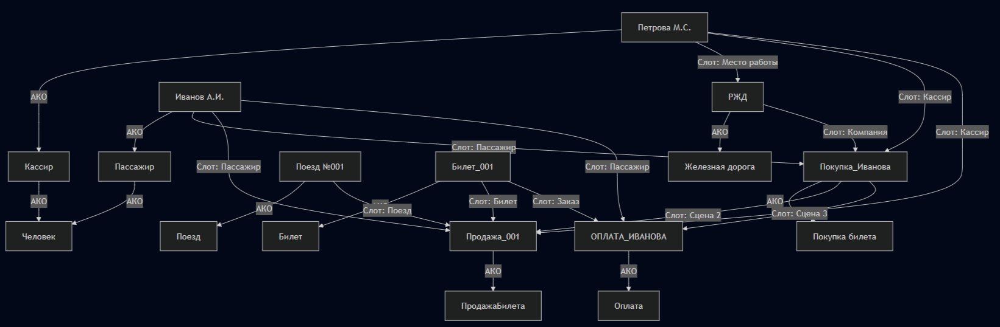 Петрова М.С.
Слот: Место работы
АКО
Иванов А.И.
РЖД
Слот: Кассир
АКО
АКО
Слот: Компания
Слот: Кассир
Слот: Пассажир
Кассир
Пассажир
Слот: Пассажир
Поезд №001
Билет_001
Слот: Пассажир
Железная дорога
Покупка_Иванова
АКО
АКО
АКО
Слот: Поезд
Слот: Билет
Слот: Заказ
Слот: Сцена 2
АКО
Слот: Сцена 3
Человек
Поезд
Билет
Продажа_001
ОПЛАТА_ИВАНОВА
Покупка билета
АКО
АКО
ПродажаБилета
Оплата